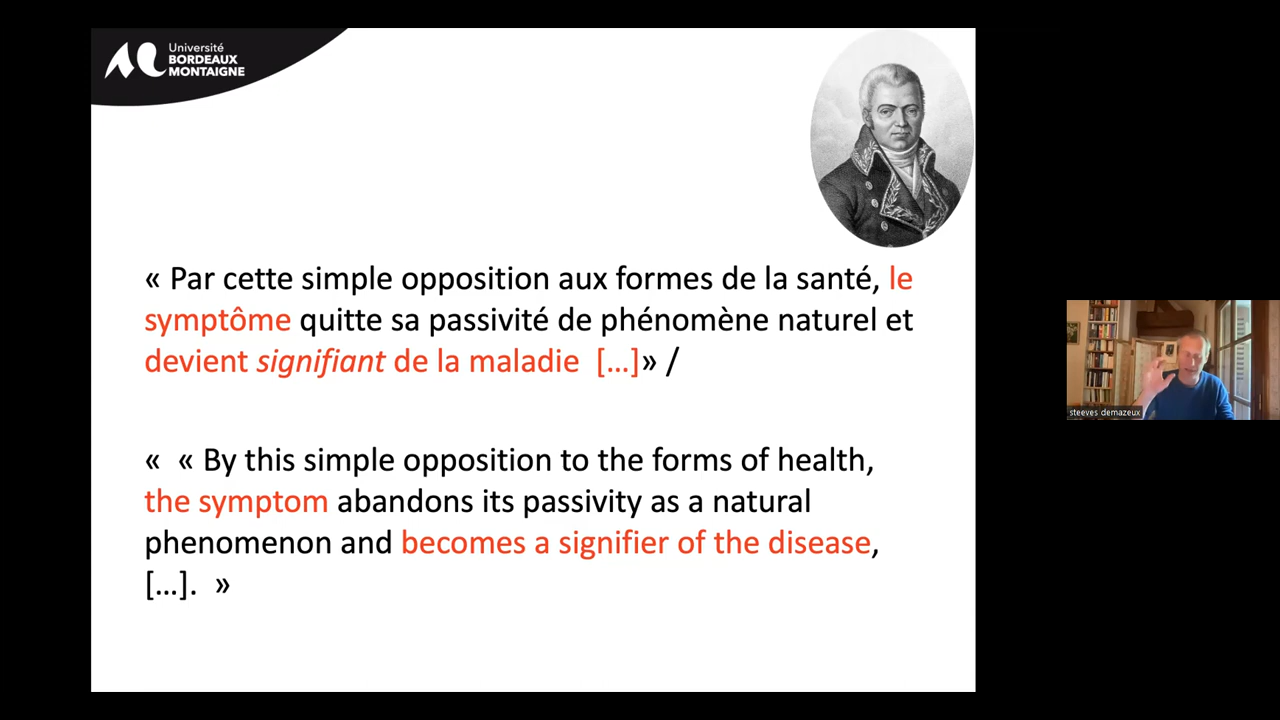 Université
BORDEAUX
MONTAIGNE
« Par cette simple opposition aux formes de la santé, le
symptôme quitte sa passivité de phénomène naturel et
devient signifiant de la maladie  […]» /
«  « By this simple opposition to the forms of health,
the symptom abandons its passivity as a natural
phenomenon and becomes a signifier of the disease,
[…].  »
steeves demazeux